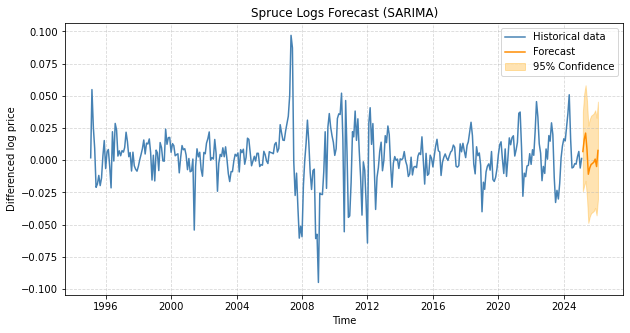 Spruce Logs Forecast (SARIMA)
Historical data
Forecast
95% Confidence
Differenced log price
0.100
0.075
0.050
0.025
0.000
−0.025
−0.050
−0.075
−0.100
1996
2000
2004
2008
2012
2016
2020
2024
Time